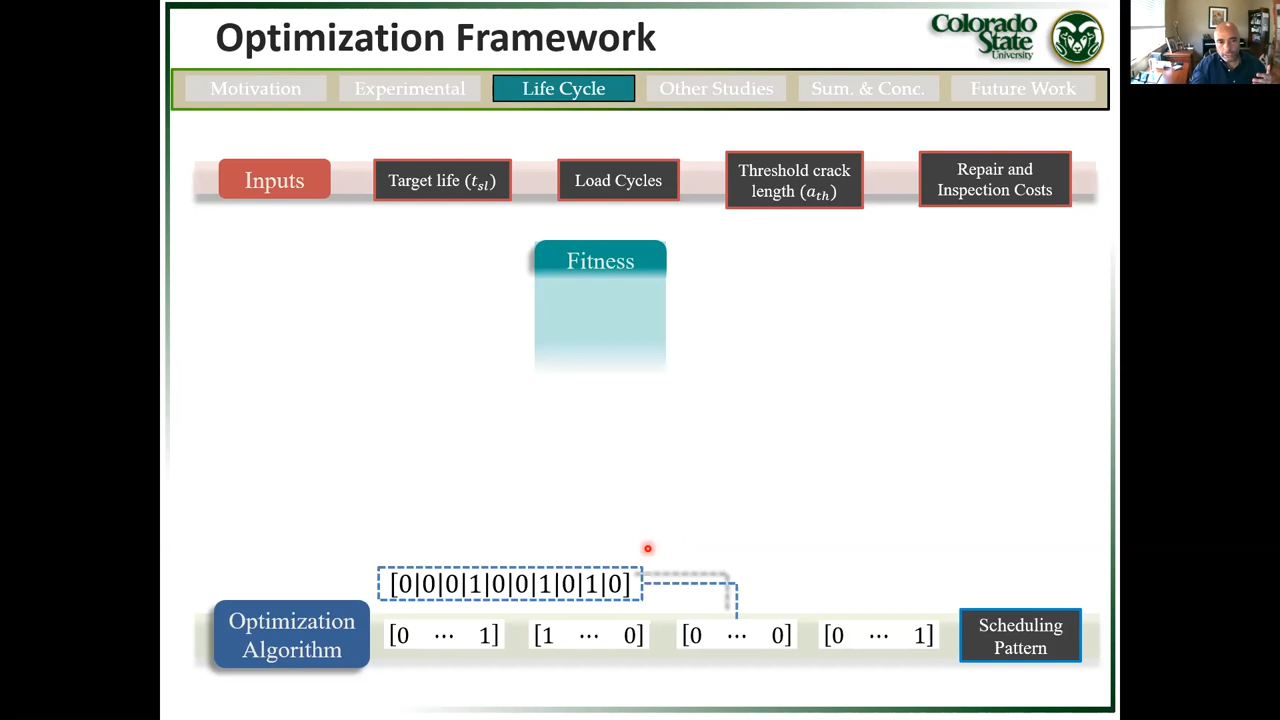 Optimization Framework
Colorado
State
University
Motivation
Experimental
Life Cycle
Other Studies
Sum. & Conc.
Future Work
Inputs
Target life (tsl)
Load Cycles
Threshold crack
length (ath)
Repair and
Inspection Costs
Fitness
[0|0|0|1|0|0|1|0|1|0]
Optimization
Algorithm
[0 ⋯ 1]
[1 ⋯ 0]
[0 ⋯ 0]
[0 ⋯ 1]
Scheduling
Pattern